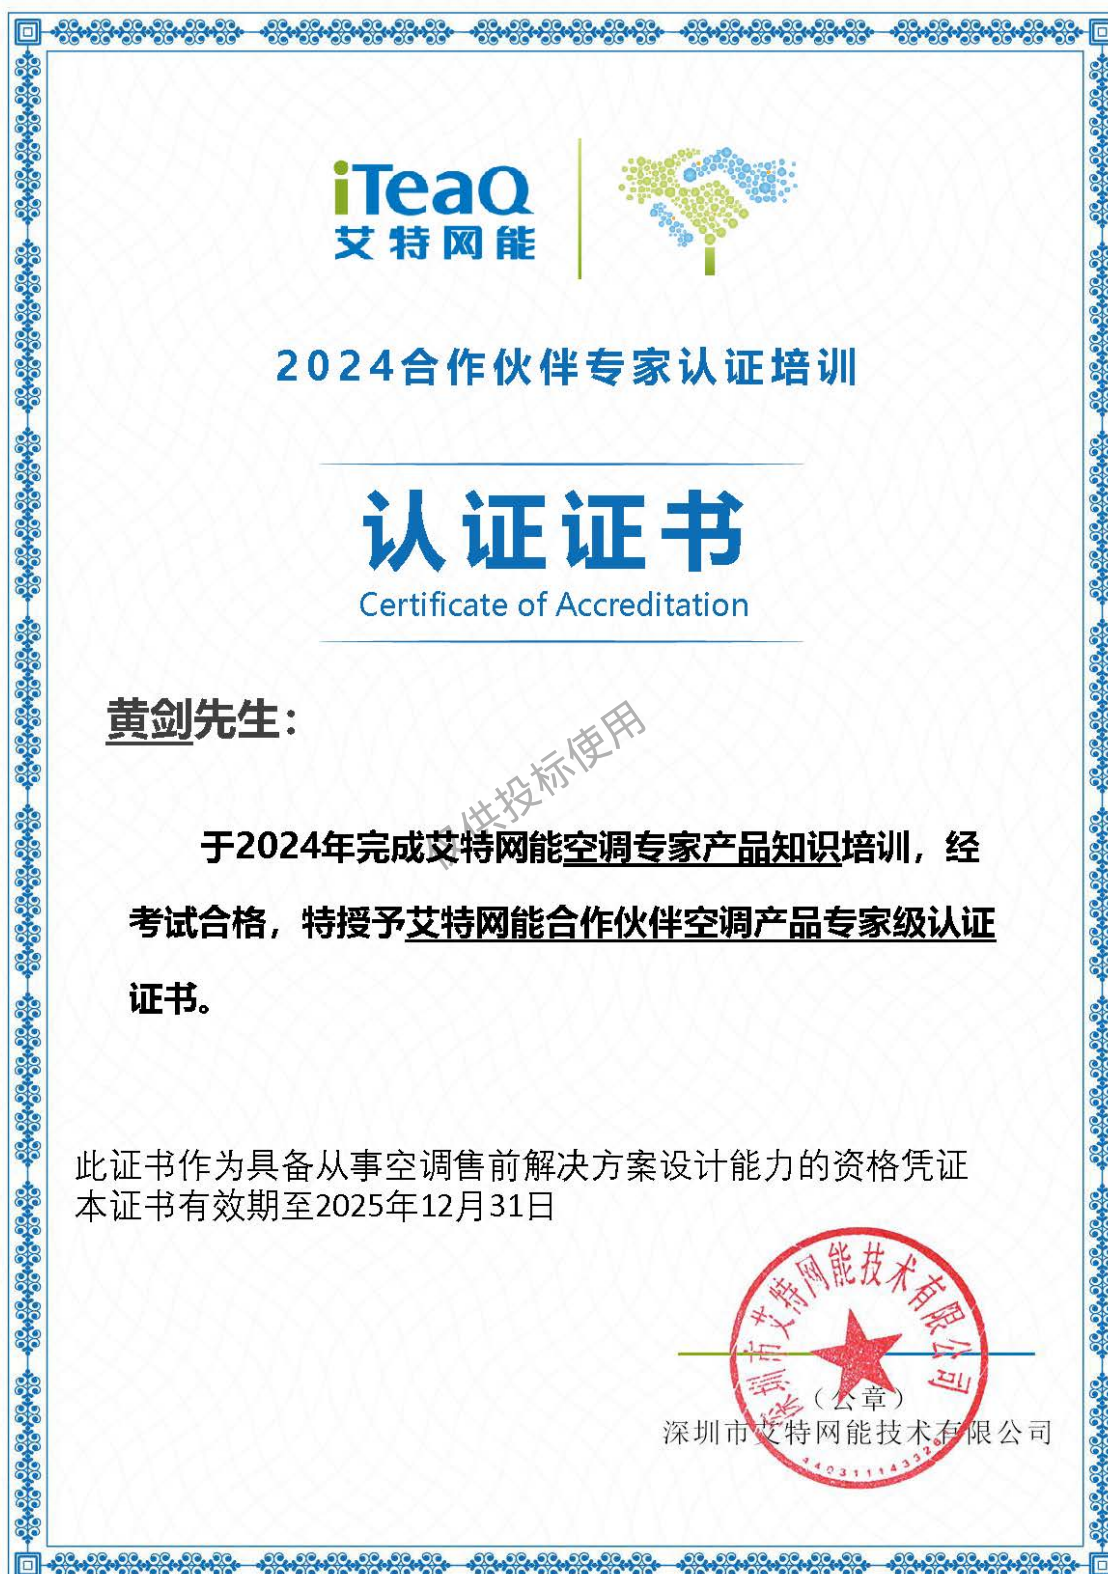 iTeaQ
艾特网能
2024合作伙伴专家认证培训
认证证书
Certificate of Accreditation
黄剑先生：
仅供投标使用
于2024年完成艾特网能空调专家产品知识培训，经
考试合格，特授予艾特网能合作伙伴空调产品专家级认证
证书。
此证书作为具备从事空调售前解决方案设计能力的资格凭证
本证书有效期至2025年12月31日
深圳市艾特网能技术有限公司
（公章）
深圳市艾特网能技术有限公司